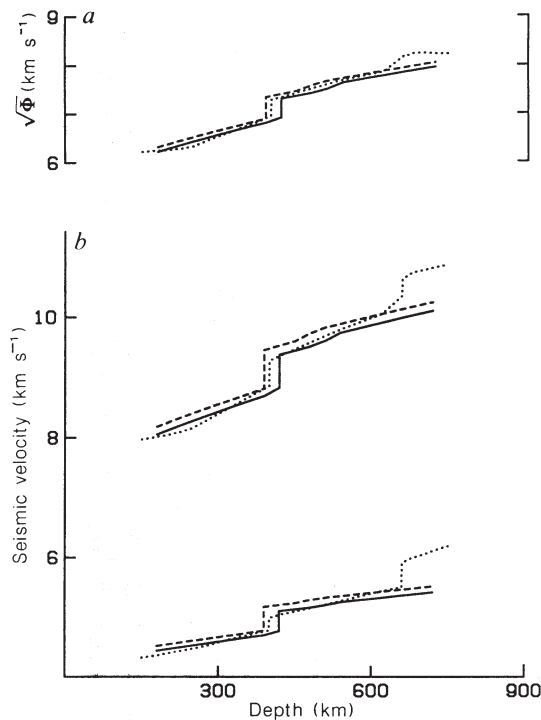 9
a
√Φ (km s⁻¹)
6
b
10
8
6
Seismic velocity (km s⁻¹)
300
600
900
Depth (km)